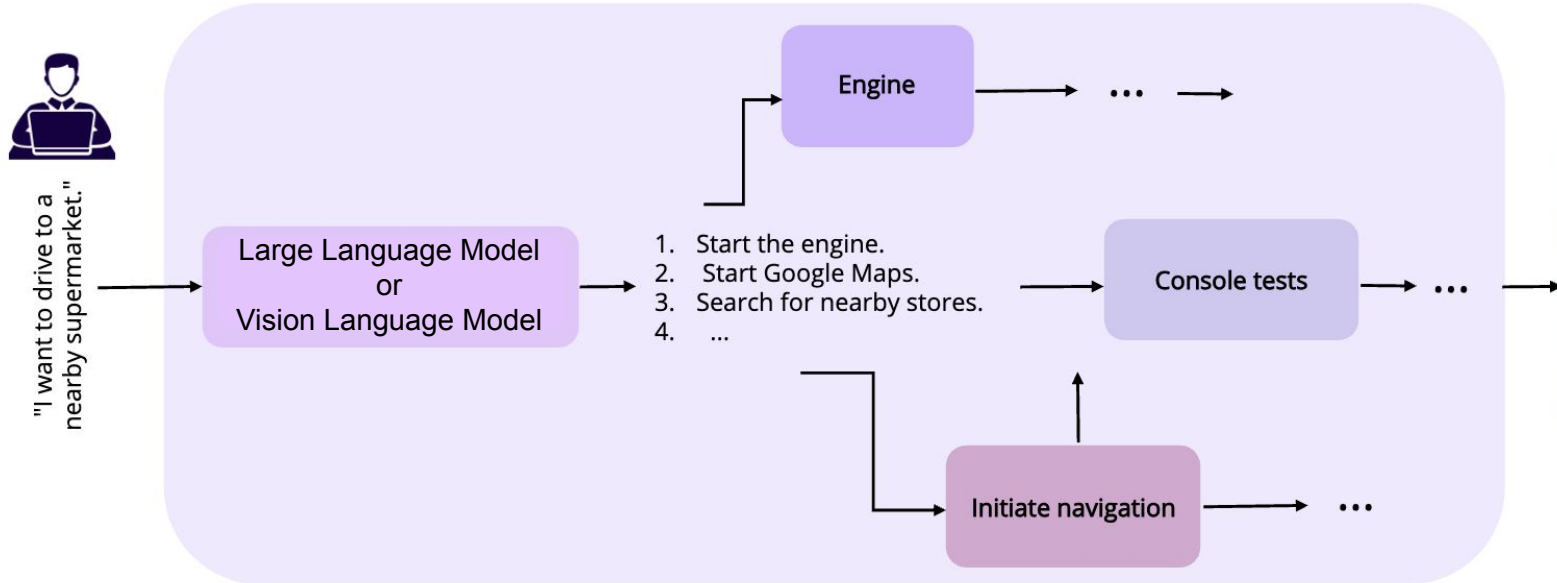 "I want to drive to a
nearby supermarket."
Large Language Model
or
Vision Language Model
1. Start the engine.
2. Start Google Maps.
3. Search for nearby stores.
4. ...
Engine
...
Console tests
...
Initiate navigation
...